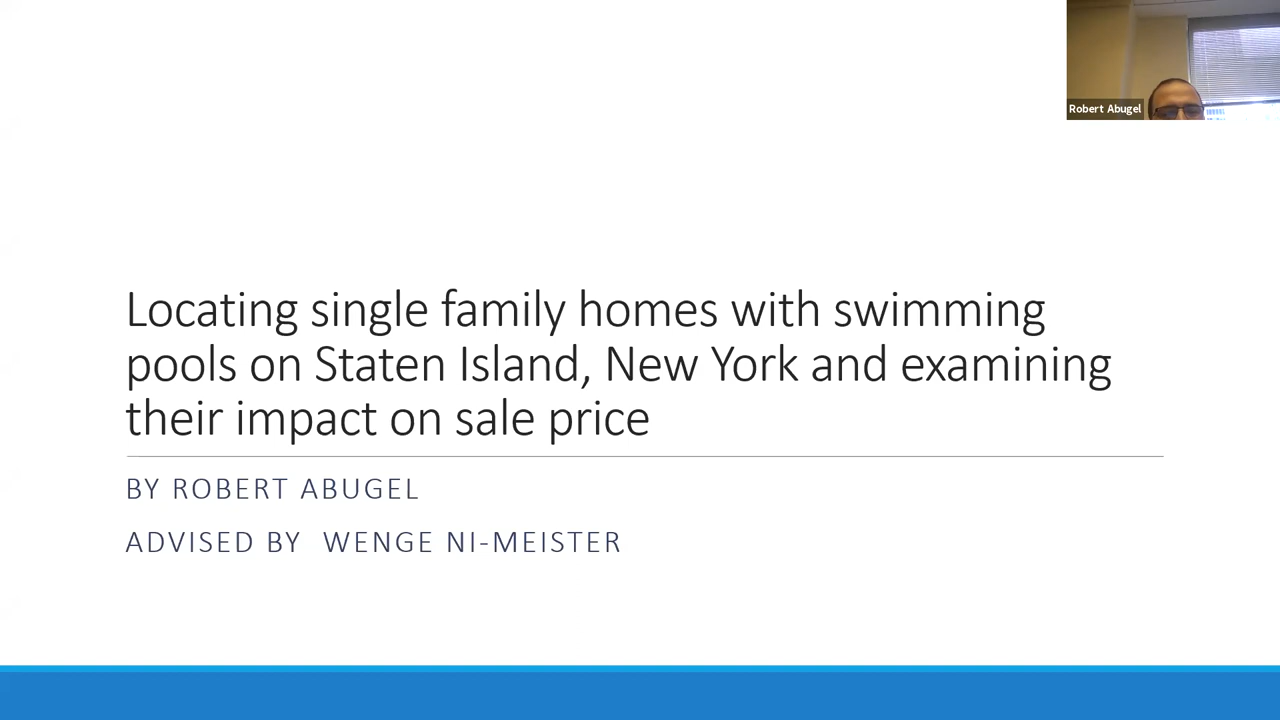 Robert Abugel
Locating single family homes with swimming
pools on Staten Island, New York and examining
their impact on sale price
BY ROBERT ABUGEL
ADVISED BY WENGE NI-MEISTER